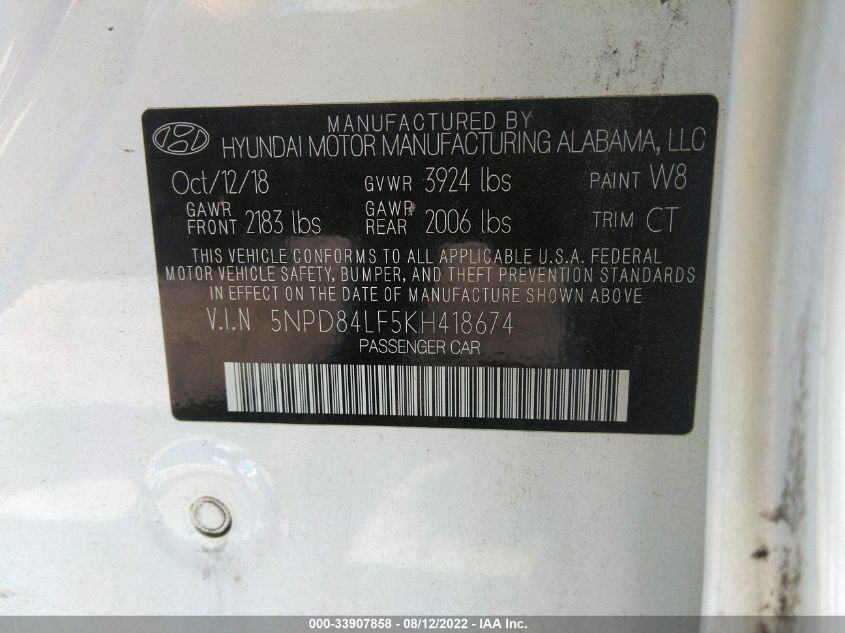 MANUFACTURED BY
HYUNDAI MOTOR MANUFACTURING ALABAMA, LLC
Oct/12/18 GVWR 3924 lbs PAINT W8
GAWR FRONT 2183 lbs GAWR REAR 2006 lbs TRIM CT
THIS VEHICLE CONFORMS TO ALL APPLICABLE U.S.A. FEDERAL
MOTOR VEHICLE SAFETY, BUMPER, AND THEFT PREVENTION STANDARDS
IN EFFECT ON THE DATE OF MANUFACTURE SHOWN ABOVE.
V.I.N 5NPD84LF5KH418674
PASSENGER CAR
000-33907858 - 08/12/2022 - IAA Inc.